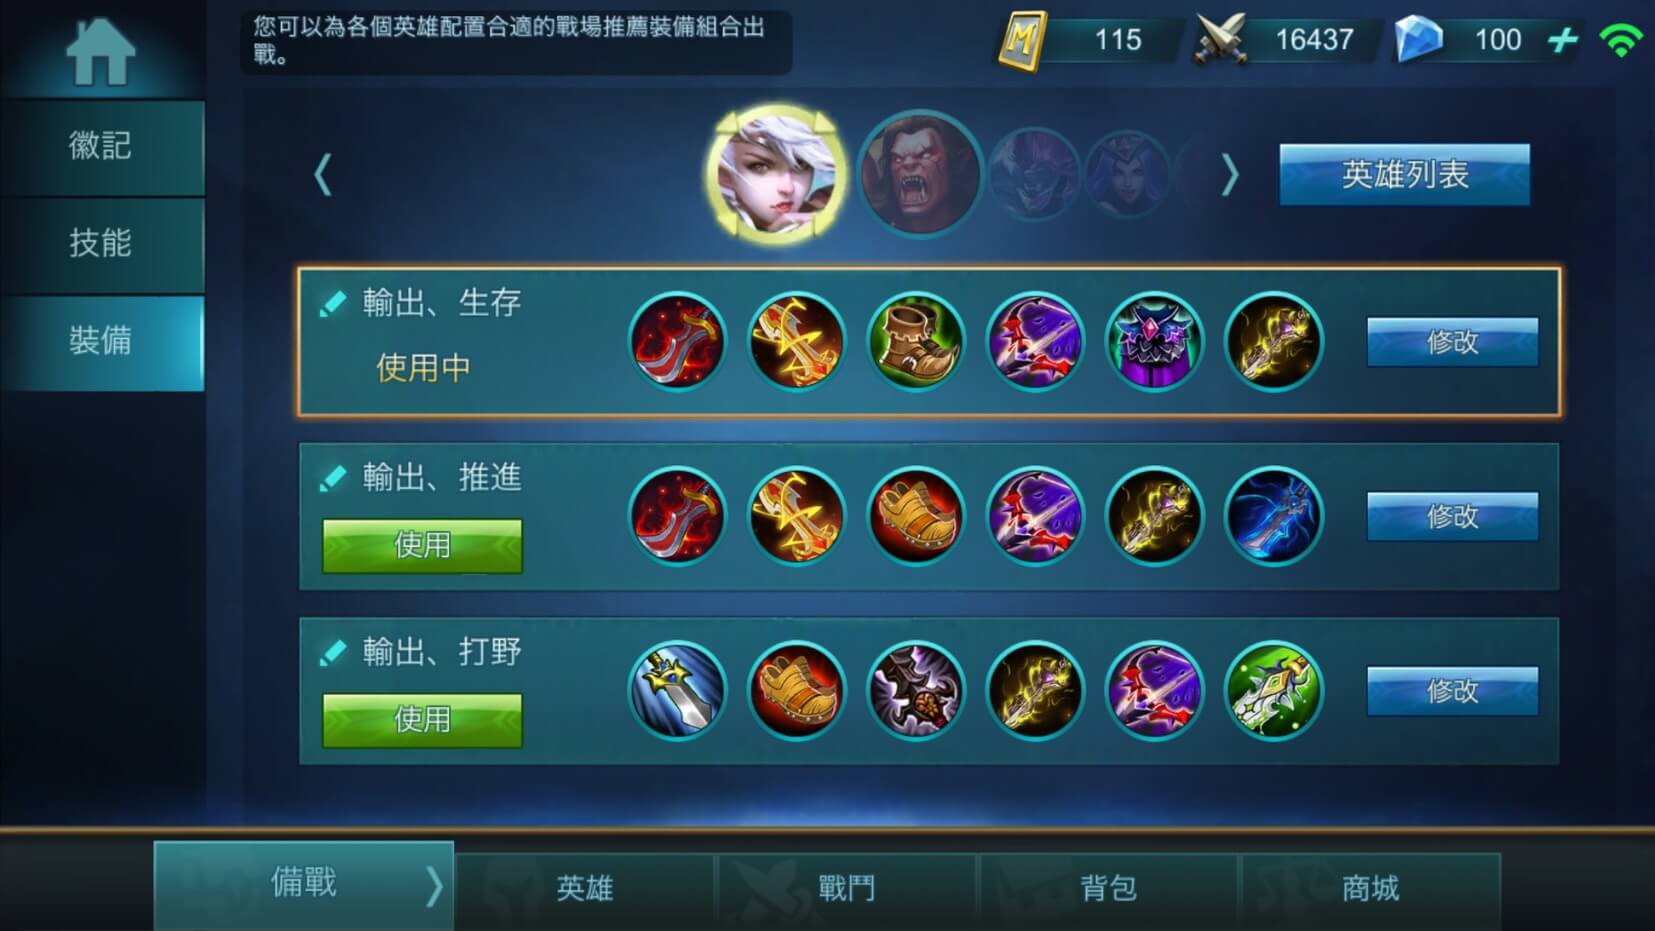 您可以為各個英雄配置合適的戰場推薦裝備組合出
戰。
M
115
16437
100
徽記
技能
裝備
英雄列表
輸出、生存
使用中
修改
輸出、推進
使用
修改
輸出、打野
使用
修改
備戰
英雄
戰鬥
背包
商城